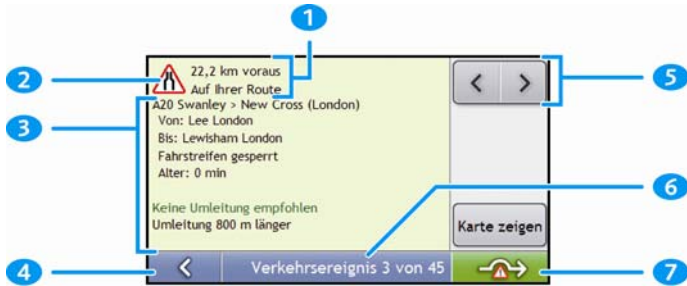 1
2
22,2 km voraus
Auf Ihrer Route
5
3
A20 Swanley > New Cross (London)
Von: Lee London
Bis: Lewisham London
Fahrstreifen gesperrt
Alter: 0 min
6
Keine Umleitung empfohlen
Umleitung 800 m länger
Karte zeigen
4
Verkehrsereignis 3 von 45
7